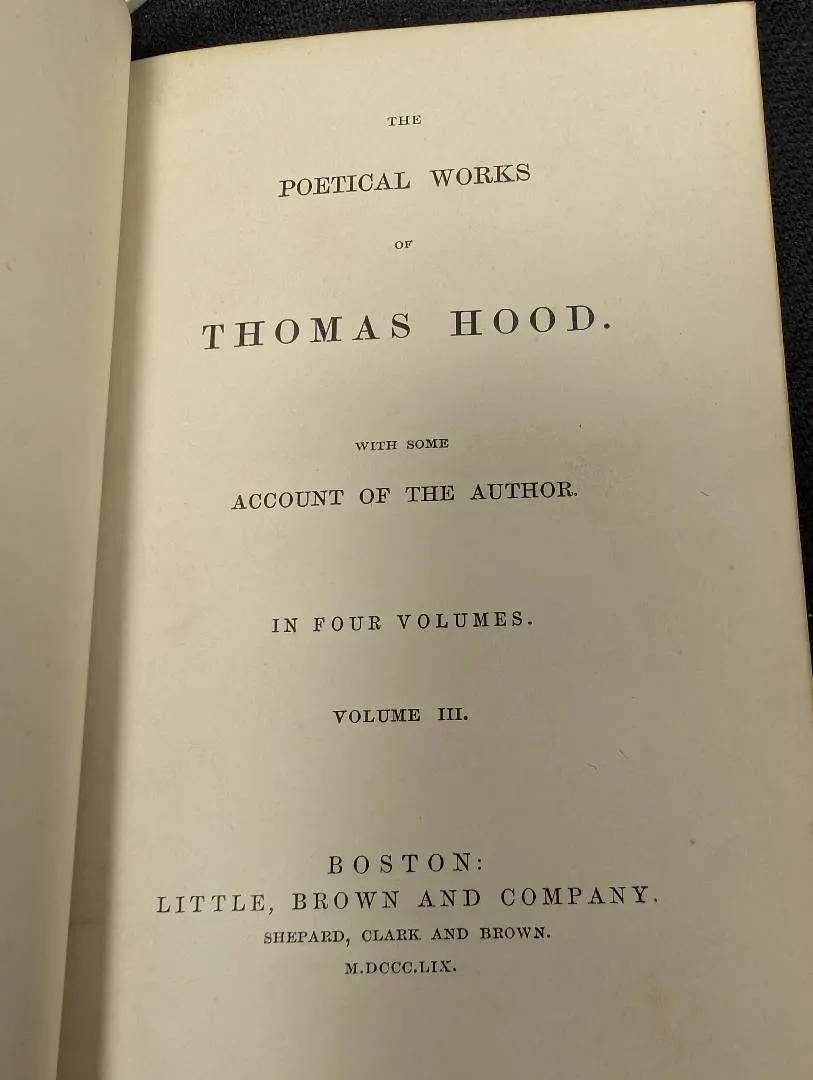 THE
POETICAL WORKS
OF
THOMAS HOOD.
WITH SOME
ACCOUNT OF THE AUTHOR.
IN FOUR VOLUMES.
VOLUME III.
BOSTON:
LITTLE, BROWN AND COMPANY.
SHEPARD, CLARK AND BROWN.
M.DCCC.LIX.